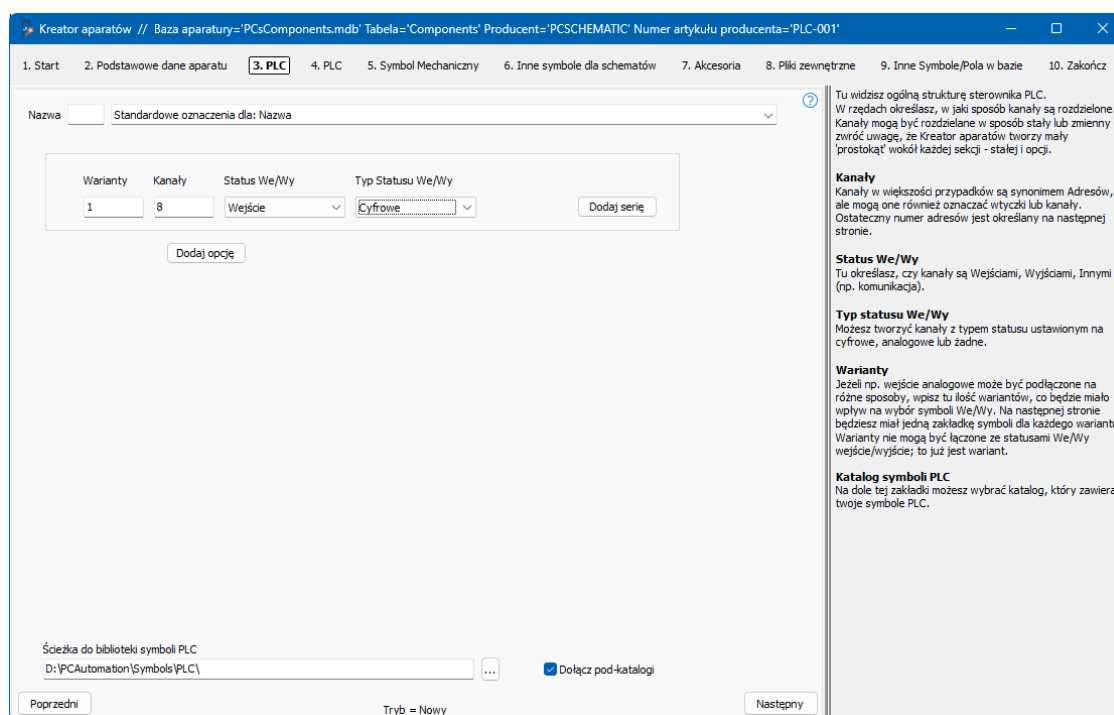 Kreator aparatów // Baza aparatury='PCsComponents.mdb' Tabela='Components' Producent='PCSCHEMATIC' Numer artykułu producenta='PLC-001'
1. Start 2. Podstawowe dane aparatu 3. PLC 4. PLC 5. Symbol Mechaniczny 6. Inne symbole dla schematów 7. Akcesoria 8. Pliki zewnętrzne 9. Inne Symbole/Pola w bazie 10. Zakończ
Nazwa Standardowe oznaczenia dla: Nazwa
Warianty Kanały Status We/Wy Typ Statusu We/Wy
1 8 Wejście Cyfrowe Dodaj serię
Dodaj opcję
Ścieżka do biblioteki symboli PLC
D:\PCAutomation\Symbols\PLC\ ... Dołącz pod-katalogi
Poprzedni Tryb = Nowy Następny
Tu widzisz ogólną strukturę sterownika PLC.
W rzędach określasz, w jaki sposób kanały są rozdzielone.
Kanały mogą być rozdzielane w sposób stały lub zmienny
zwróć uwagę, że Kreator aparatów tworzy mały
'prostokąt' wokół każdej sekcji - stałej i opcji.
Kanały
Kanały w większości przypadków są synonimem Adresów,
ale mogą one również oznaczać wtyczki lub kanały.
Ostateczny numer adresów jest określany na następnej
stronie.
Status We/Wy
Tu określasz, czy kanały są Wejściami, Wyjściami, Innymi
(np. komunikacja).
Typ statusu We/Wy
Możesz tworzyć kanały z typem statusu ustawionym na
cyfrowe, analogowe lub żadne.
Warianty
Jeżeli np. wejście analogowe może być podłączone na
różne sposoby, wpisz tu ilość wariantów, co będzie miało
wpływ na wybór symboli We/Wy. Na następnej stronie
będziesz miał jedną zakładkę symboli dla każdego wariantu
Warianty nie mogą być łączone ze statusami We/Wy
wejście/wyjście; to już jest wariant.
Katalog symboli PLC
Na dole tej zakładki możesz wybrać katalog, który zawiera
twoje symbole PLC.